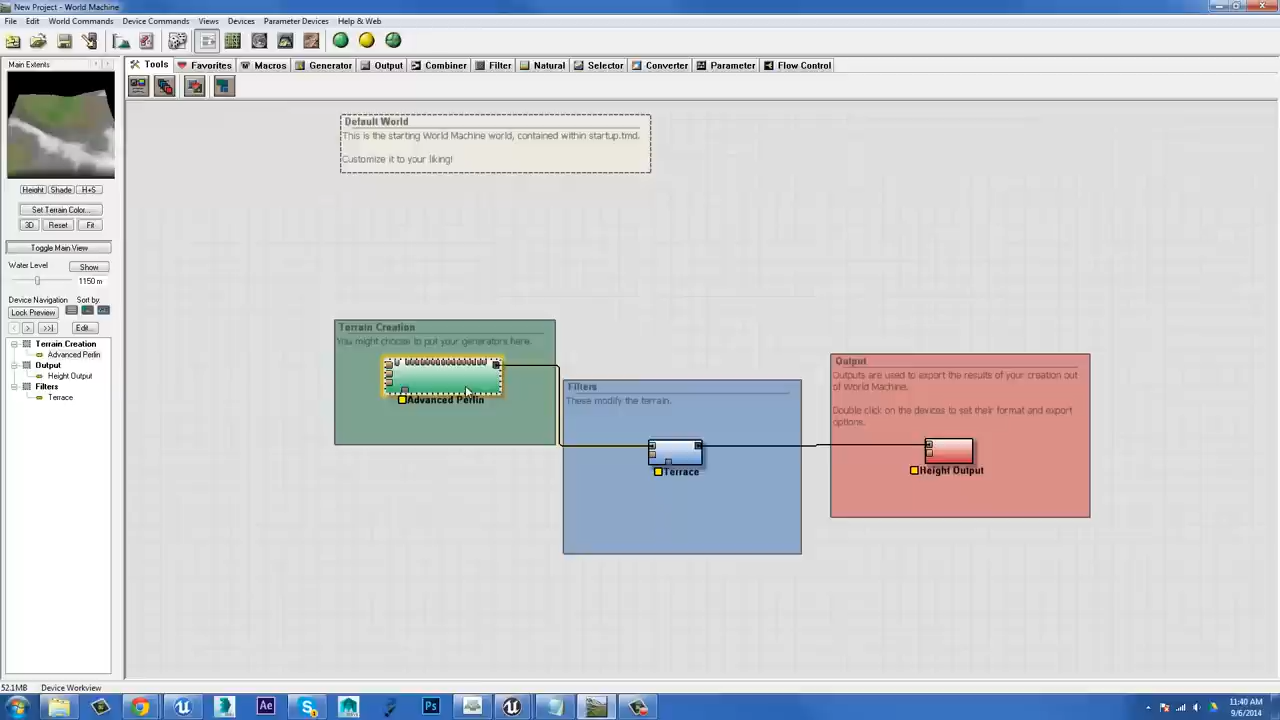 New Project - World Machine
File Edit World Commands Device Commands Views Devices Parameter Devices Help & Web
Main Extents
Tools Favorites Macros Generator Output Combiner Filter Natural Selector Converter Parameter Flow Control
Height Shade H+S
Set Terrain Color...
3D Reset Fit
Toggle Main View
Water Level Show
1150 m
Device Navigation Sort by:
Lock Preview
Edit...
Terrain Creation
Advanced Perlin
Output
Height Output
Filters
Terrace
Default World
This is the starting World Machine world, contained within startup.tmd.
Customize it to your liking!
Terrain Creation
You might choose to put your generators here.
Advanced Perlin
Filters
These modify the terrain.
Terrace
Output
Outputs are used to export the results of your creation out
of World Machine.
Double click on the devices to set their format and export
options.
Height Output
52.1MB Device Workview
Ae
Ps
11:40 AM
9/6/2014